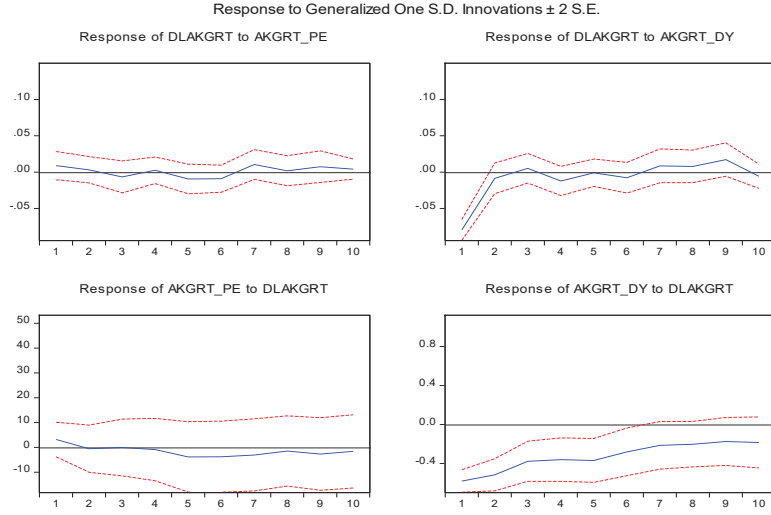 Response to Generalized One S.D. Innovations ± 2 S.E.
Response of DLAKGRT to AKGRT_PE
.10
.05
.00
-.05
1 2 3 4 5 6 7 8 9 10
Response of DLAKGRT to AKGRT_DY
.10
.05
.00
-.05
1 2 3 4 5 6 7 8 9 10
Response of AKGRT_PE to DLAKGRT
50
40
30
20
10
0
-10
1 2 3 4 5 6 7 8 9 10
Response of AKGRT_DY to DLAKGRT
0.8
0.4
0.0
-0.4
1 2 3 4 5 6 7 8 9 10